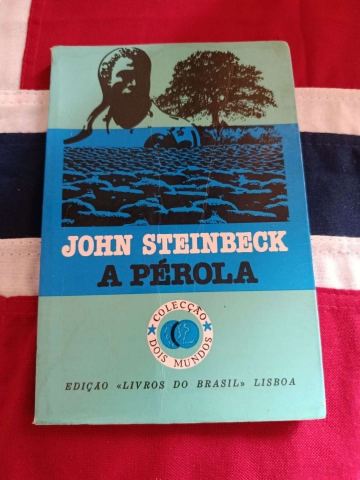 JOHN STEINBECK
A PÉROLA
COLECÇÃO
DOIS MUNDOS
EDIÇÃO «LIVROS DO BRASIL» LISBOA